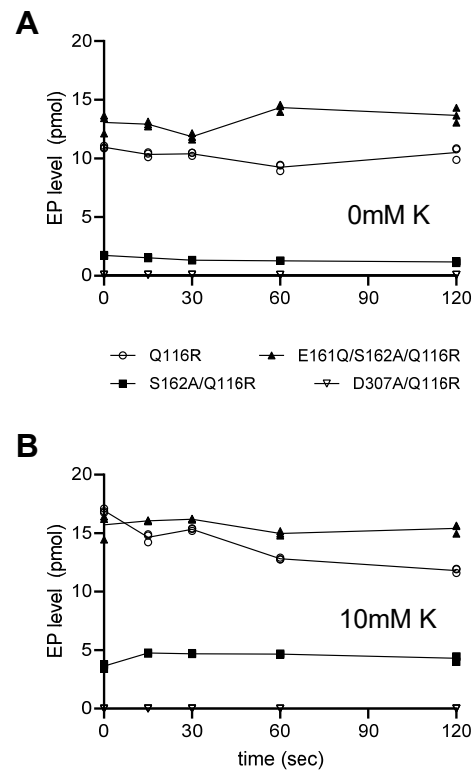 A
20
15
10
5
0
EP level (pmol)
0mM K
0 30 60 90 120
Q116R E161Q/S162A/Q116R
S162A/Q116R D307A/Q116R
B
20
15
10
5
0
EP level (pmol)
10mM K
0 30 60 90 120
time (sec)